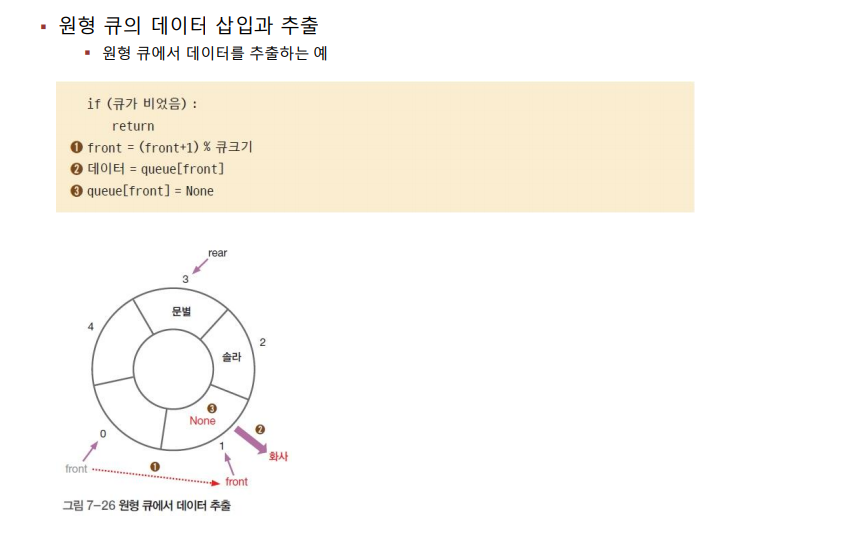 ▪ 원형 큐의 데이터 삽입과 추출
▪ 원형 큐에서 데이터를 추출하는 예
if (큐가 비었음) :
return
❶ front = (front+1) % 큐크기
❷ 데이터 = queue[front]
❸ queue[front] = None
rear
3
문별
4
2
솔라
❸
None
❷
0
1
화사
front
❶
front
그림 7-26 원형 큐에서 데이터 추출